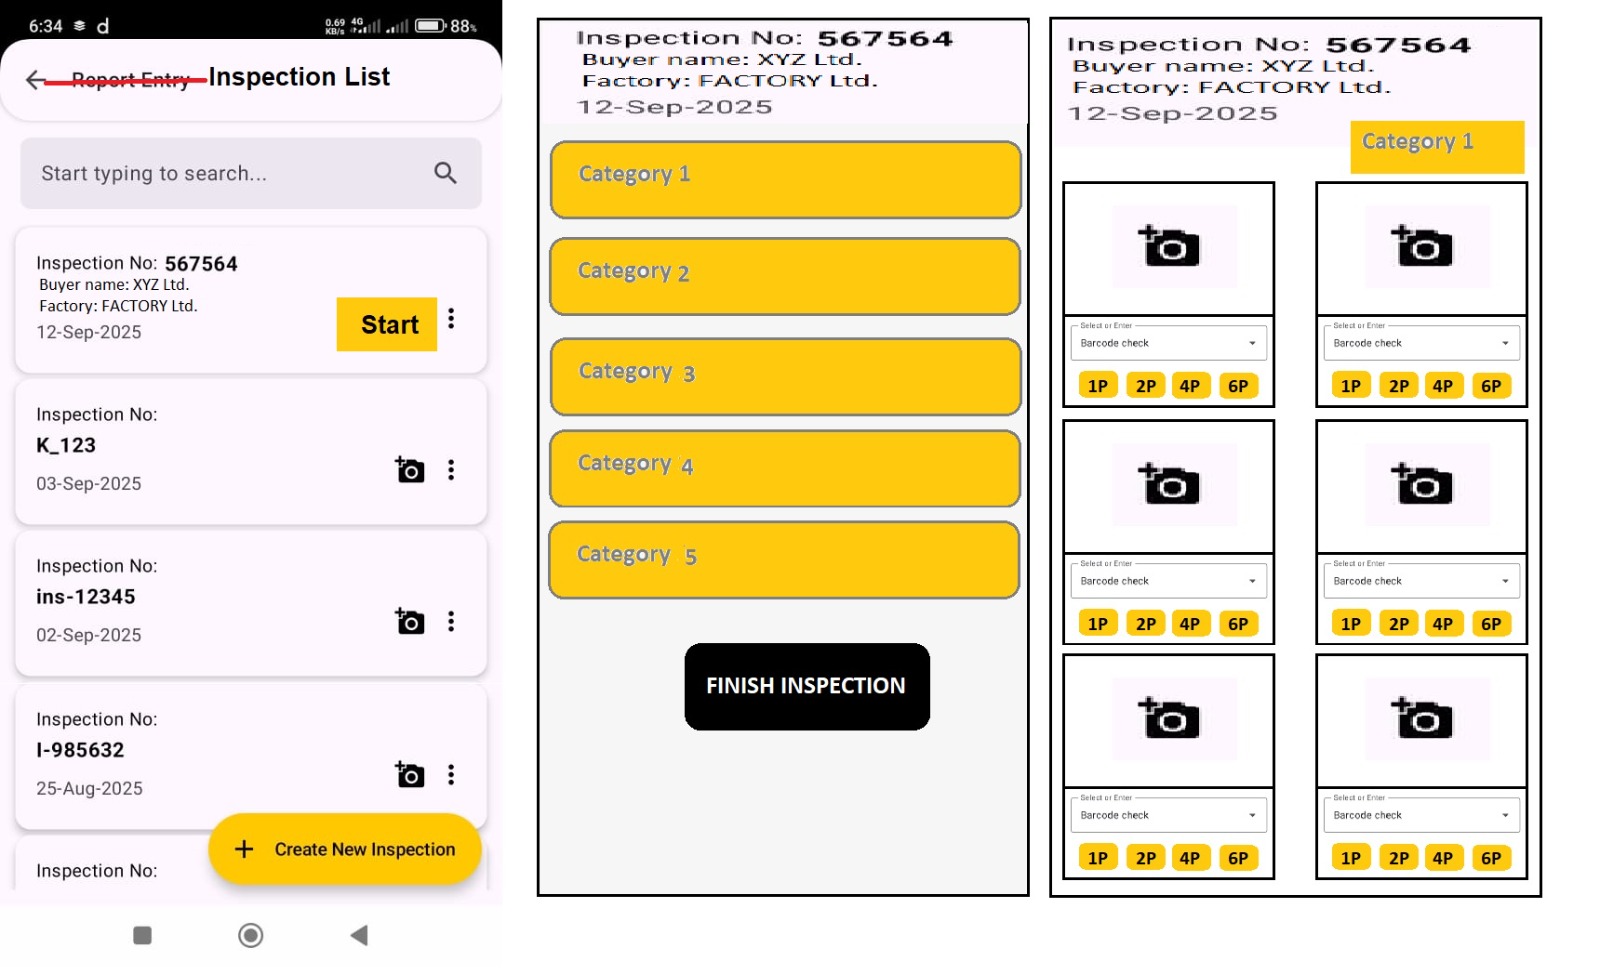 6:34 d 0.69 KB/s 4G 88%
Report Entry Inspection List
Start typing to search...
Inspection No: 567564
Buyer name: XYZ Ltd.
Factory: FACTORY Ltd.
12-Sep-2025
Start
Inspection No:
K_123
03-Sep-2025
Inspection No:
ins-12345
02-Sep-2025
Inspection No:
I-985632
25-Aug-2025
Inspection No:
+ Create New Inspection
Inspection No: 567564
Buyer name: XYZ Ltd.
Factory: FACTORY Ltd.
12-Sep-2025
Category 1
Category 2
Category 3
Category 4
Category 5
FINISH INSPECTION
Inspection No: 567564
Buyer name: XYZ Ltd.
Factory: FACTORY Ltd.
12-Sep-2025
Category 1
Select or Enter Select or Enter
Barcode check Barcode check
1P 2P 4P 6P 1P 2P 4P 6P
Select or Enter Select or Enter
Barcode check Barcode check
1P 2P 4P 6P 1P 2P 4P 6P
Select or Enter Select or Enter
Barcode check Barcode check
1P 2P 4P 6P 1P 2P 4P 6P